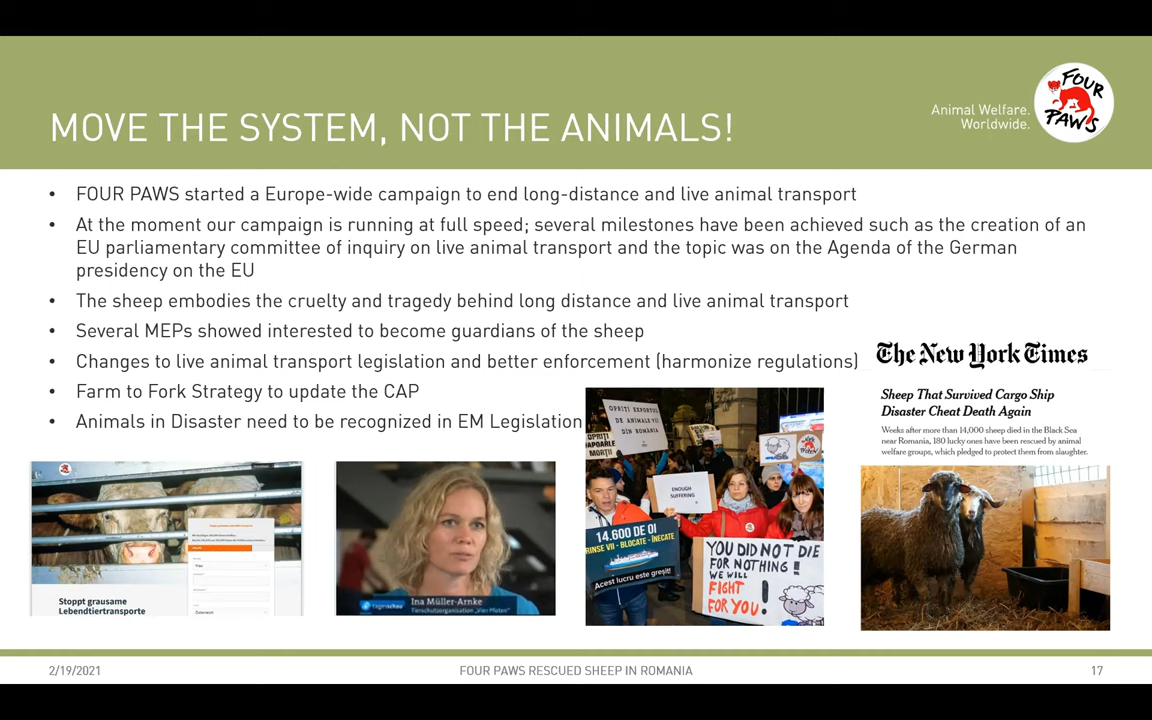 MOVE THE SYSTEM, NOT THE ANIMALS!
Animal Welfare.
Worldwide.
FOUR
PAWS
• FOUR PAWS started a Europe-wide campaign to end long-distance and live animal transport
• At the moment our campaign is running at full speed; several milestones have been achieved such as the creation of an
EU parliamentary committee of inquiry on live animal transport and the topic was on the Agenda of the German
presidency on the EU
• The sheep embodies the cruelty and tragedy behind long distance and live animal transport
• Several MEPs showed interested to become guardians of the sheep
• Changes to live animal transport legislation and better enforcement (harmonize regulations)
• Farm to Fork Strategy to update the CAP
• Animals in Disaster need to be recognized in EM Legislation
The New York Times
Sheep That Survived Cargo Ship
Disaster Cheat Death Again
Weeks after more than 14,000 sheep died in the Black Sea
near Romania, 180 lucky ones have been rescued by animal
welfare groups, which pledged to protect them from slaughter.
Stoppt grausame
Lebendtiertransporte
tagesschau
Ina Müller-Arnke
Tierschutzorganisation „Vier Pfoten"
OPRIȚI EXPORTUL
DE ANIMALE VII
DIN ROMÂNIA
OPRIȚI
MORȚII
ENOUGH
SUFFERING
14.600 DE OI
RINSE VII - BLOCATE - ÎNECATE
Acest lucru este greșit!
YOU DID NOT DIE
FOR NOTHING!
WE WILL
FIGHT
FOR YOU!
2/19/2021
FOUR PAWS RESCUED SHEEP IN ROMANIA
17